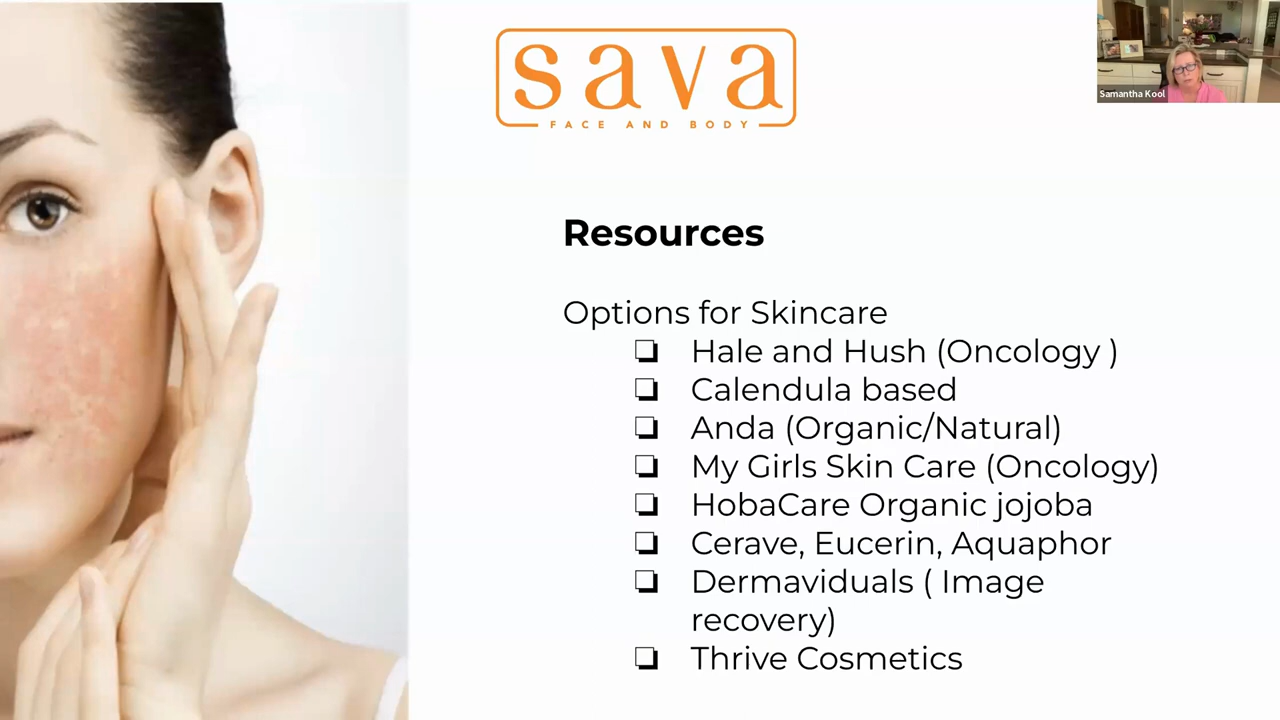 sava
FACE AND BODY
Samantha Kool
Resources
Options for Skincare
❏ Hale and Hush (Oncology )
❏ Calendula based
❏ Anda (Organic/Natural)
❏ My Girls Skin Care (Oncology)
❏ HobaCare Organic jojoba
❏ Cerave, Eucerin, Aquaphor
❏ Dermaviduals ( Image
recovery)
❏ Thrive Cosmetics